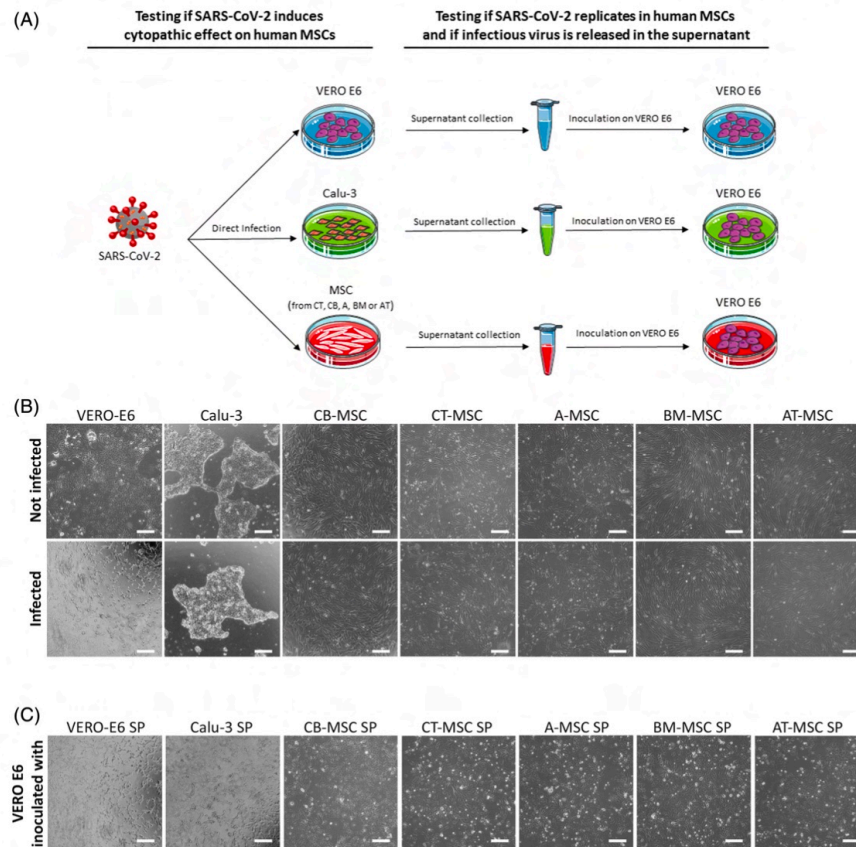 (A)
Testing if SARS-CoV-2 induces
cytopathic effect on human MSCs
Testing if SARS-CoV-2 replicates in human MSCs
and if infectious virus is released in the supernatant
VERO E6
Supernatant collection
Inoculation on VERO E6
VERO E6
SARS-CoV-2
Direct Infection
Calu-3
Supernatant collection
Inoculation on VERO E6
VERO E6
MSC
(from CT, CB, A, BM or AT)
Supernatant collection
Inoculation on VERO E6
VERO E6
(B)
VERO-E6
Calu-3
CB-MSC
CT-MSC
A-MSC
BM-MSC
AT-MSC
Not infected
Infected
(C)
VERO-E6 SP
Calu-3 SP
CB-MSC SP
CT-MSC SP
A-MSC SP
BM-MSC SP
AT-MSC SP
VERO E6
inoculated with